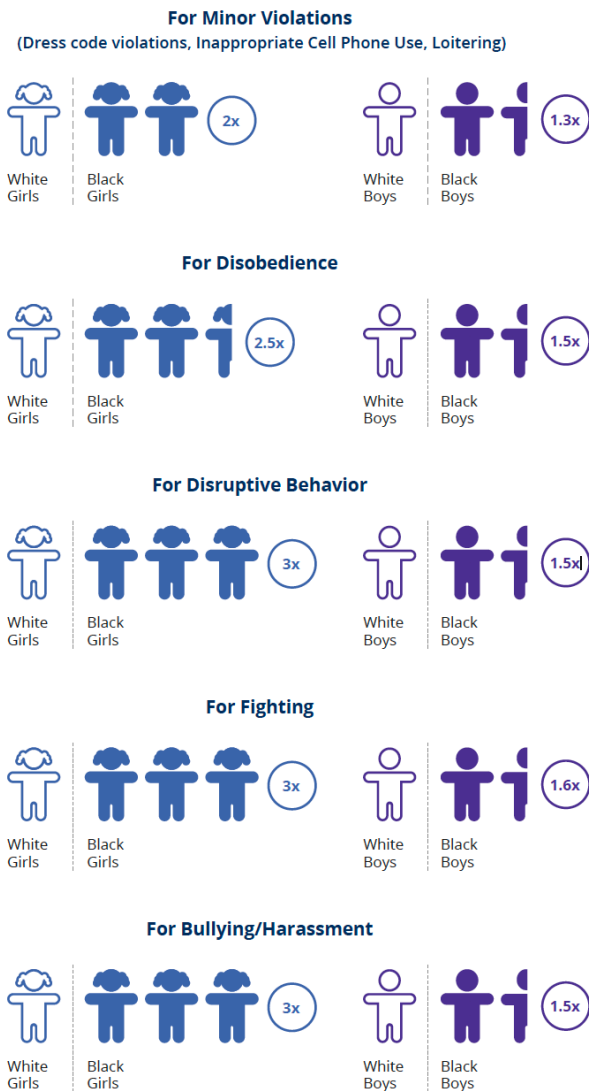 For Minor Violations
(Dress code violations, Inappropriate Cell Phone Use, Loitering)
2x
1.3x
White
Girls
Black
Girls
White
Boys
Black
Boys
For Disobedience
2.5x
1.5x
White
Girls
Black
Girls
White
Boys
Black
Boys
For Disruptive Behavior
3x
1.5x
White
Girls
Black
Girls
White
Boys
Black
Boys
For Fighting
3x
1.6x
White
Girls
Black
Girls
White
Boys
Black
Boys
For Bullying/Harassment
3x
1.5x
White
Girls
Black
Girls
White
Boys
Black
Boys